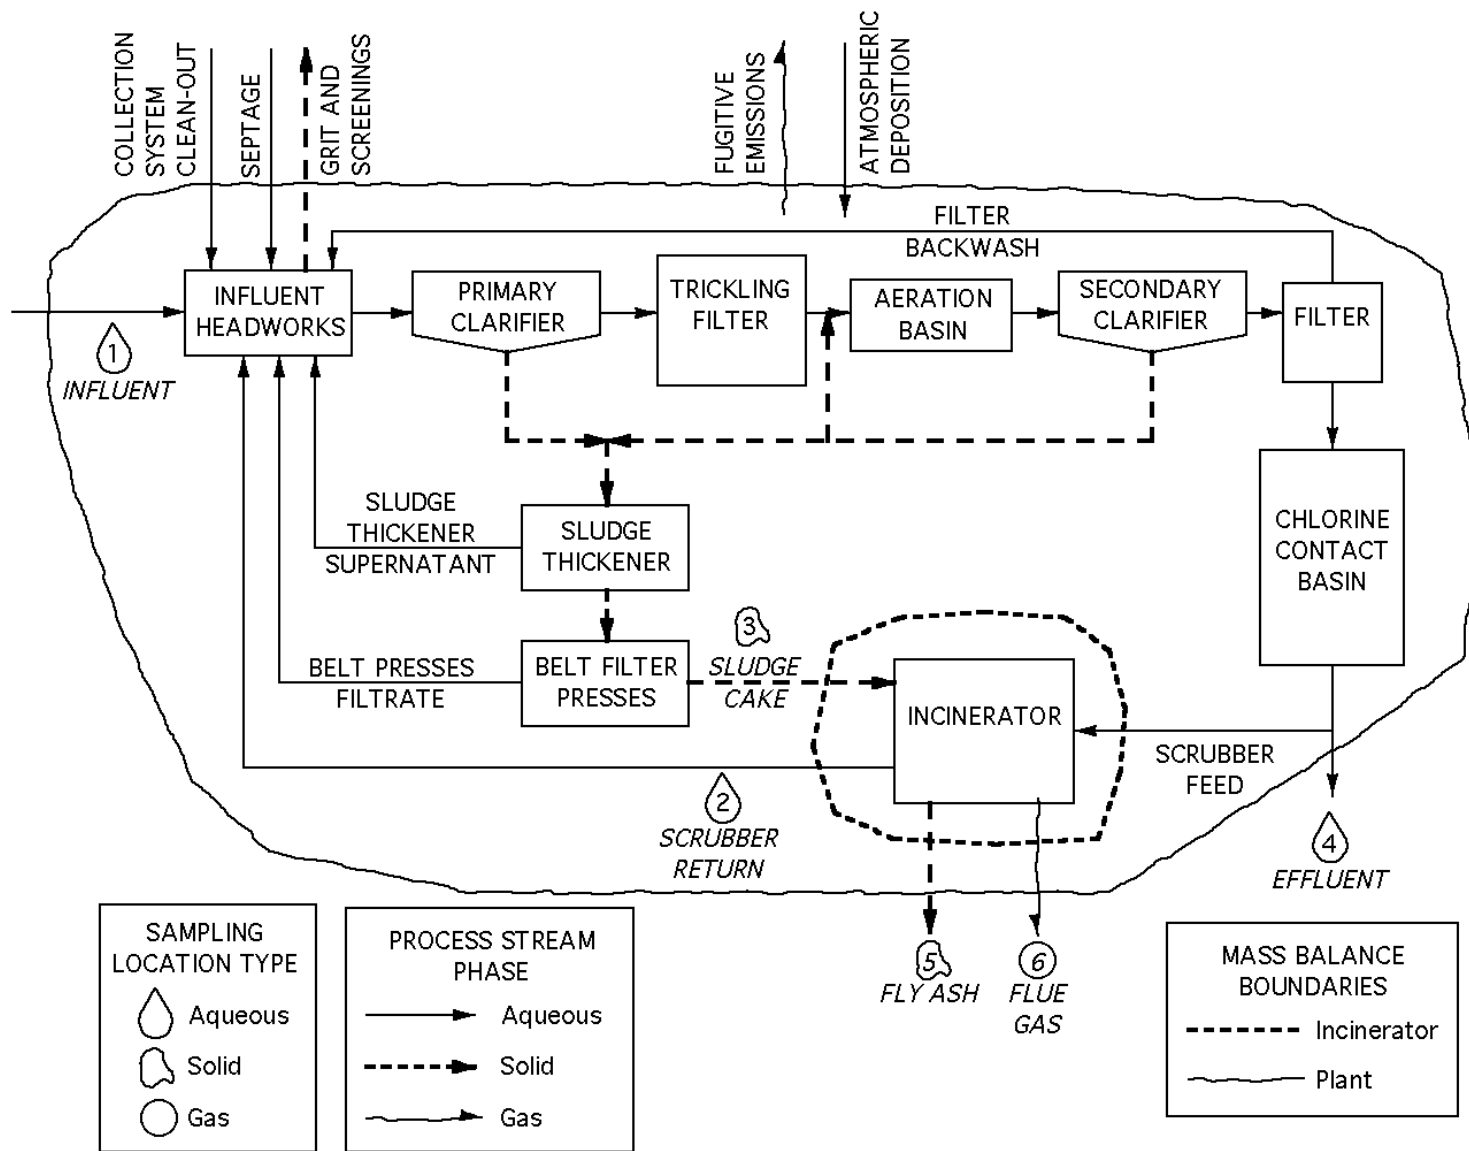 COLLECTION
SYSTEM
CLEAN-OUT
SEPTAGE
GRIT AND
SCREENINGS
FUGITIVE
EMISSIONS
ATMOSPHERIC
DEPOSITION
FILTER
BACKWASH
INFLUENT
HEADWORKS
PRIMARY
CLARIFIER
TRICKLING
FILTER
AERATION
BASIN
SECONDARY
CLARIFIER
FILTER
1
INFLUENT
SLUDGE
THICKENER
SUPERNATANT
SLUDGE
THICKENER
CHLORINE
CONTACT
BASIN
BELT PRESSES
FILTRATE
BELT FILTER
PRESSES
3
SLUDGE
CAKE
INCINERATOR
SCRUBBER
FEED
2
SCRUBBER
RETURN
4
EFFLUENT
5
FLY ASH
6
FLUE
GAS
SAMPLING
LOCATION TYPE
Aqueous
Solid
Gas
PROCESS STREAM
PHASE
Aqueous
Solid
Gas
MASS BALANCE
BOUNDARIES
Incinerator
Plant